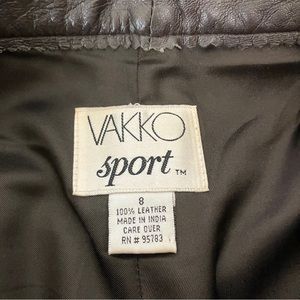 VAKKO
sport™
8
100% LEATHER
MADE IN INDIA
CARE OVER
RN # 95783